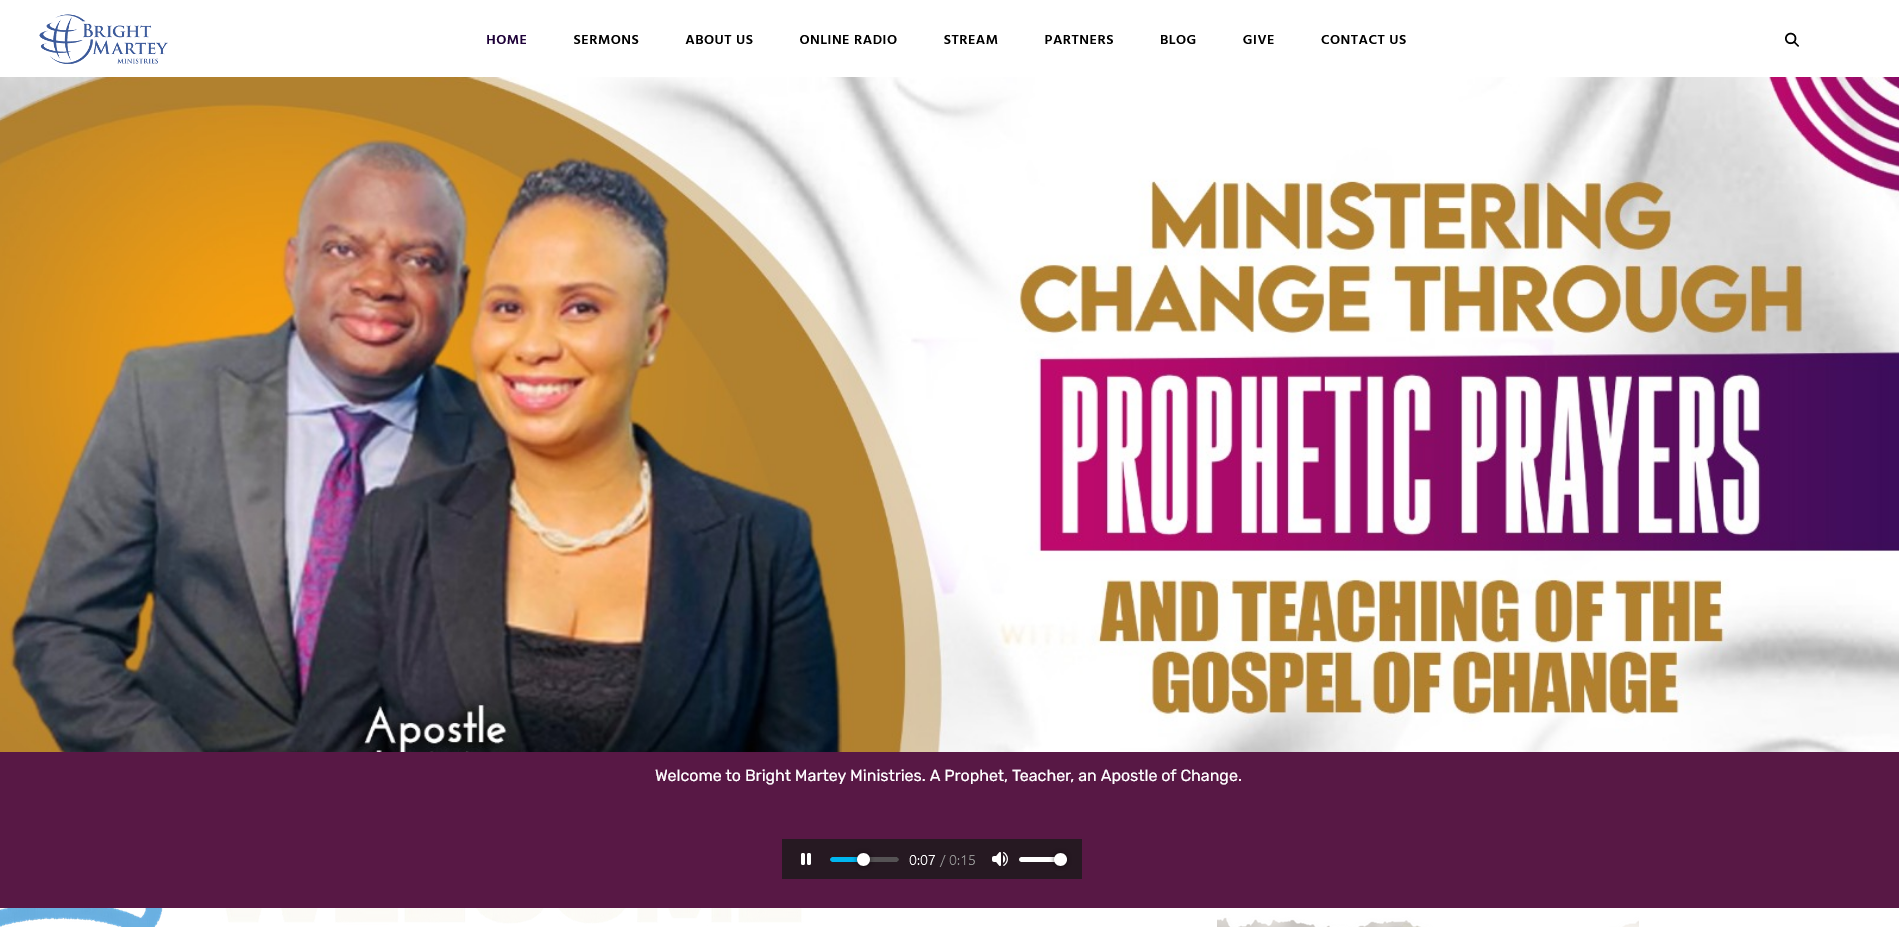 BRIGHT
MARTEY
MINISTRIES
HOME
SERMONS
ABOUT US
ONLINE RADIO
STREAM
PARTNERS
BLOG
GIVE
CONTACT US
MINISTERING
CHANGE THROUGH
PROPHETIC PRAYERS
WITH
AND TEACHING OF THE
GOSPEL OF CHANGE
Apostle
Welcome to Bright Martey Ministries. A Prophet, Teacher, an Apostle of Change.
0:07 / 0:15